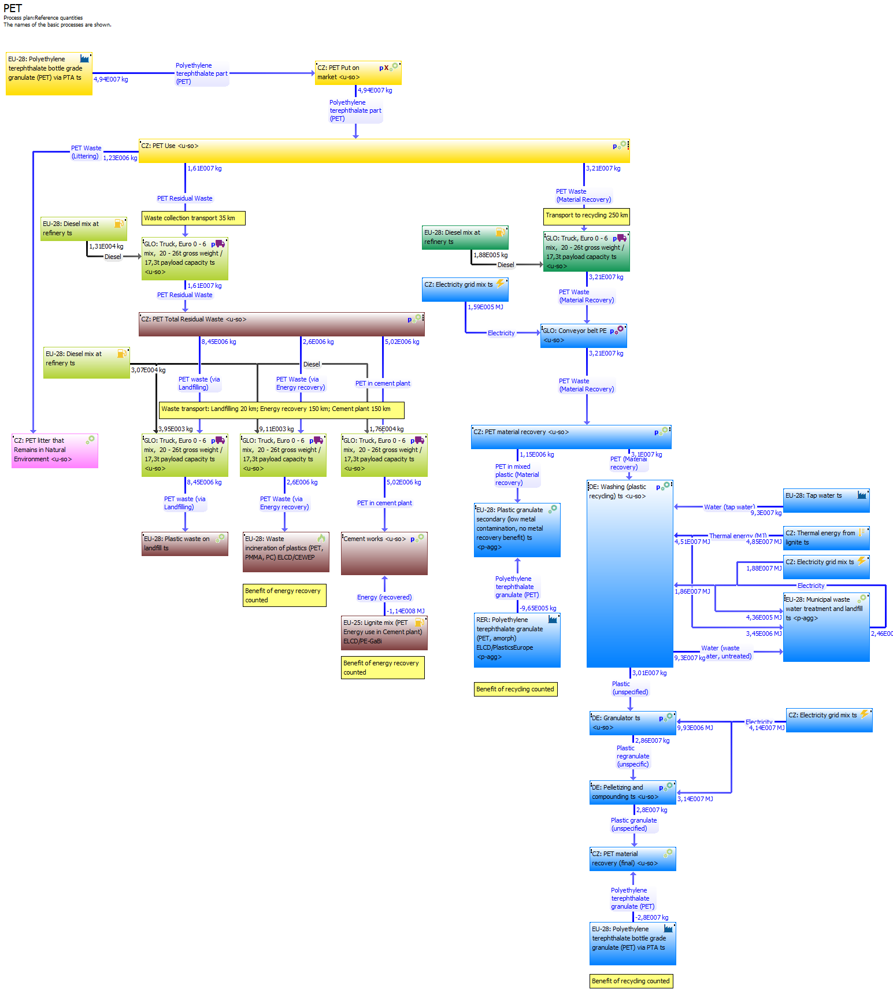 PET
Process plan:Reference quantities
The names of the basic processes are shown.
EU-28: Polyethylene
terephthalate bottle grade
granulate (PET) via PTA ts
4,94E007 kg
Polyethylene
terephthalate part
(PET)
CZ: PET Put on
market <u-so>
pX
4,94E007 kg
Polyethylene
terephthalate part
(PET)
CZ: PET Use <u-so>
p
PET Waste
(Littering)
1,23E006 kg
1,61E007 kg
3,21E007 kg
PET Residual Waste
PET Waste
(Material Recovery)
Waste collection transport 35 km
Transport to recycling 250 km
EU-28: Diesel mix at
refinery ts
1,31E004 kg
Diesel
GLO: Truck, Euro 0 - 6
mix,  20 - 26t gross weight /
17,3t payload capacity ts
<u-so>
p
1,61E007 kg
PET Residual Waste
EU-28: Diesel mix at
refinery ts
1,88E005 kg
Diesel
GLO: Truck, Euro 0 - 6
mix,  20 - 26t gross weight /
17,3t payload capacity ts
<u-so>
p
3,21E007 kg
PET Waste
(Material Recovery)
CZ: Electricity grid mix ts
1,59E005 MJ
Electricity
GLO: Conveyor belt PE
<u-so>
p
3,21E007 kg
PET Waste
(Material Recovery)
CZ: PET Total Residual Waste <u-so>
p
8,45E006 kg
2,6E006 kg
5,02E006 kg
EU-28: Diesel mix at
refinery ts
3,07E004 kg
Diesel
PET waste (via
Landfilling)
PET Waste (via
Energy recovery)
PET in cement plant
Waste transport: Landfilling 20 km; Energy recovery 150 km; Cement plant 150 km
3,95E003 kg
9,11E003 kg
1,76E004 kg
CZ: PET litter that
Remains in Natural
Environment <u-so>
GLO: Truck, Euro 0 - 6
mix,  20 - 26t gross weight /
17,3t payload capacity ts
<u-so>
p
GLO: Truck, Euro 0 - 6
mix,  20 - 26t gross weight /
17,3t payload capacity ts
<u-so>
p
GLO: Truck, Euro 0 - 6
mix,  20 - 26t gross weight /
17,3t payload capacity ts
<u-so>
p
8,45E006 kg
2,6E006 kg
5,02E006 kg
PET waste (via
Landfilling)
PET Waste (via
Energy recovery)
PET in cement plant
EU-28: Plastic waste on
landfill ts
EU-28: Waste
incineration of plastics (PET,
PMMA, PC) ELCD/CEWEP
Cement works <u-so>
p
Benefit of energy recovery
counted
Energy (recovered)
-1,14E008 MJ
EU-25: Lignite mix (PET
Energy use in Cement plant)
ELCD/PE-GaBi
Benefit of energy recovery
counted
CZ: PET material recovery <u-so>
p
1,15E006 kg
3,1E007 kg
PET in mixed
plastic (Material
recovery)
PET (Material
recovery)
EU-28: Plastic granulate
secondary (low metal
contamination, no metal
recovery benefit) ts
<p-agg>
Polyethylene
terephthalate
granulate (PET)
-9,65E005 kg
RER: Polyethylene
terephthalate granulate
(PET, amorph)
ELCD/PlasticsEurope
<p-agg>
Benefit of recycling counted
DE: Washing (plastic
recycling) ts <u-so>
p
EU-28: Tap water ts
Water (tap water)
9,3E007 kg
CZ: Thermal energy from
lignite ts
Thermal energy (MJ)
4,51E007 MJ
4,85E007 MJ
CZ: Electricity grid mix ts
1,88E007 MJ
Electricity
1,86E007 MJ
EU-28: Municipal waste
water treatment and landfill
ts <p-agg>
4,36E005 MJ
3,45E006 MJ
2,46E00
Water (waste
ater, untreated)
9,3E007 kg
3,01E007 kg
Plastic
(unspecified)
DE: Granulator ts
<u-so>
p
CZ: Electricity grid mix ts
Electricity
9,93E006 MJ
4,14E007 MJ
2,86E007 kg
Plastic
regranulate
(unspecific)
DE: Pelletizing and
compounding ts <u-so>
p
3,14E007 MJ
2,8E007 kg
Plastic granulate
(unspecified)
CZ: PET material
recovery (final) <u-so>
Polyethylene
terephthalate
granulate (PET)
-2,8E007 kg
EU-28: Polyethylene
terephthalate bottle grade
granulate (PET) via PTA ts
Benefit of recycling counted